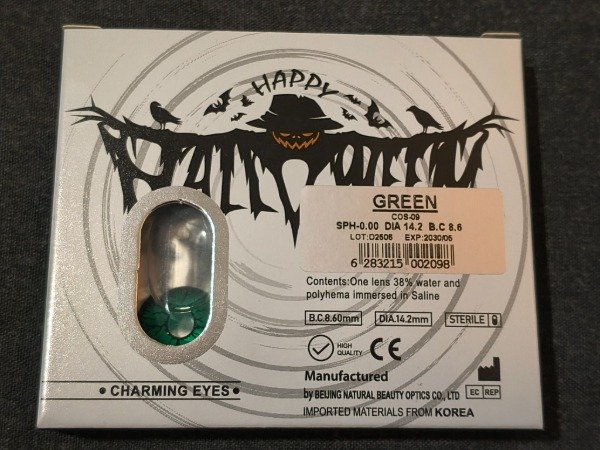 HAPPY
HALLOWEEN
GREEN
COS-09
SPH-0.00 DIA 14.2 B.C 8.6
LOT:D2506 EXP:2030/05
6 283215 002098
Contents:One lens 38% water and
polyhema immersed in Saline
B.C.8.60mm DIA.14.2mm STERILE
HIGH
QUALITY CE
Manufactured
by BEIJING NATURAL BEAUTY OPTICS CO., LTD
EC REP
• CHARMING EYES •
IMPORTED MATERIALS FROM KOREA